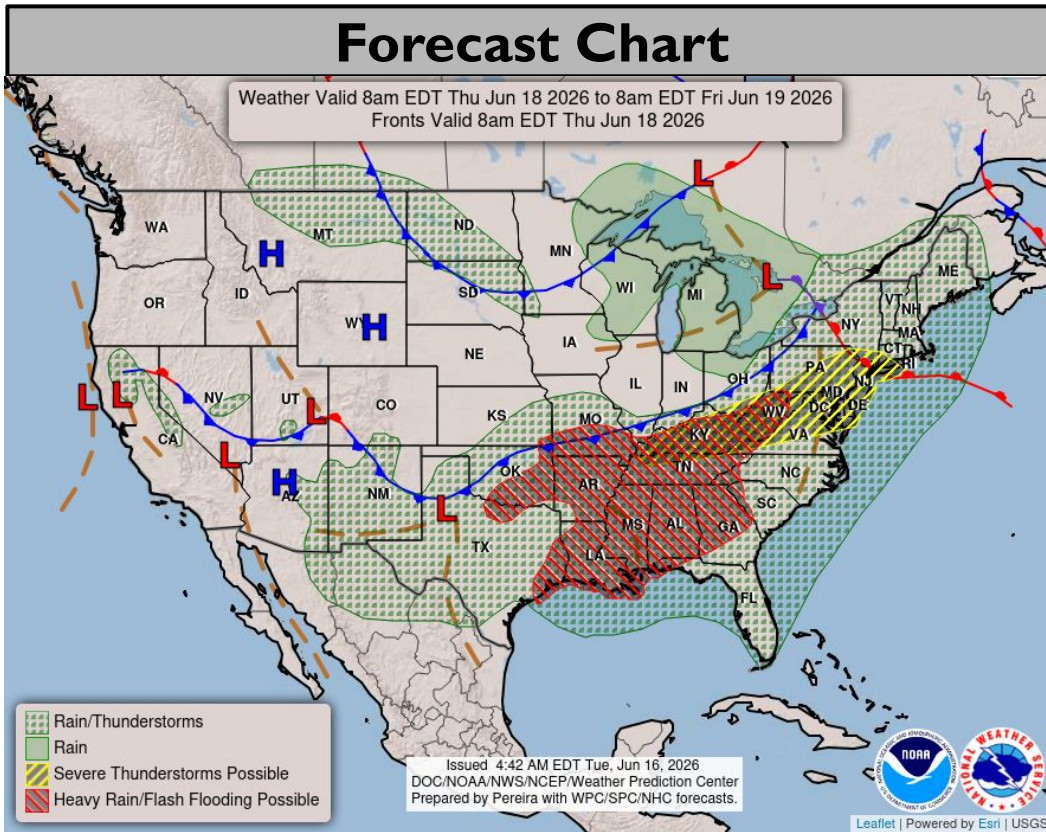 Forecast Chart
Weather Valid 8am EDT Thu Jun 18 2026 to 8am EDT Fri Jun 19 2026
Fronts Valid 8am EDT Thu Jun 18 2026
L
WA
MT
ND
MN
H
L
ME
OR
ID
SD
WI
MI
VT
NH
WY
H
NY
MA
IA
CT
RI
NE
PA
L
L
NV
UT
L
CO
IL
IN
OH
MD
NJ
DC
DE
KS
MO
WV
CA
KY
VA
L
H
AZ
NM
OK
TN
NC
AR
SC
L
TX
MS
AL
GA
LA
FL
Rain/Thunderstorms
Rain
Severe Thunderstorms Possible
Heavy Rain/Flash Flooding Possible
Issued 4:42 AM EDT Tue, Jun 16, 2026
DOC/NOAA/NWS/NCEP/Weather Prediction Center
Prepared by Pereira with WPC/SPC/NHC forecasts.
NOAA
NATIONAL WEATHER SERVICE
Leaflet | Powered by Esri | USGS